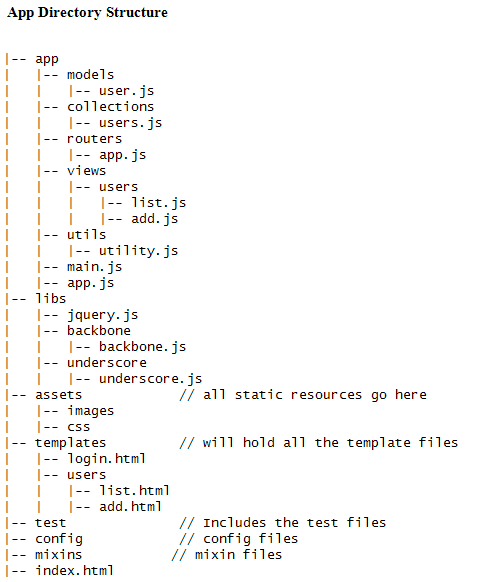 App Directory Structure
|-- app
|   |-- models
|   |   |-- user.js
|   |-- collections
|   |   |-- users.js
|   |-- routers
|   |   |-- app.js
|   |-- views
|   |   |-- users
|   |   |   |-- list.js
|   |   |   |-- add.js
|   |-- utils
|   |   |-- utility.js
|   |-- main.js
|   |-- app.js
|-- libs
|   |-- jquery.js
|   |-- backbone
|   |   |-- backbone.js
|   |-- underscore
|   |   |-- underscore.js
|-- assets            // all static resources go here
|   |-- images
|   |-- css
|-- templates         // will hold all the template files
|   |-- login.html
|   |-- users
|   |   |-- list.html
|   |   |-- add.html
|-- test              // Includes the test files
|-- config            // config files
|-- mixins           // mixin files
|-- index.html